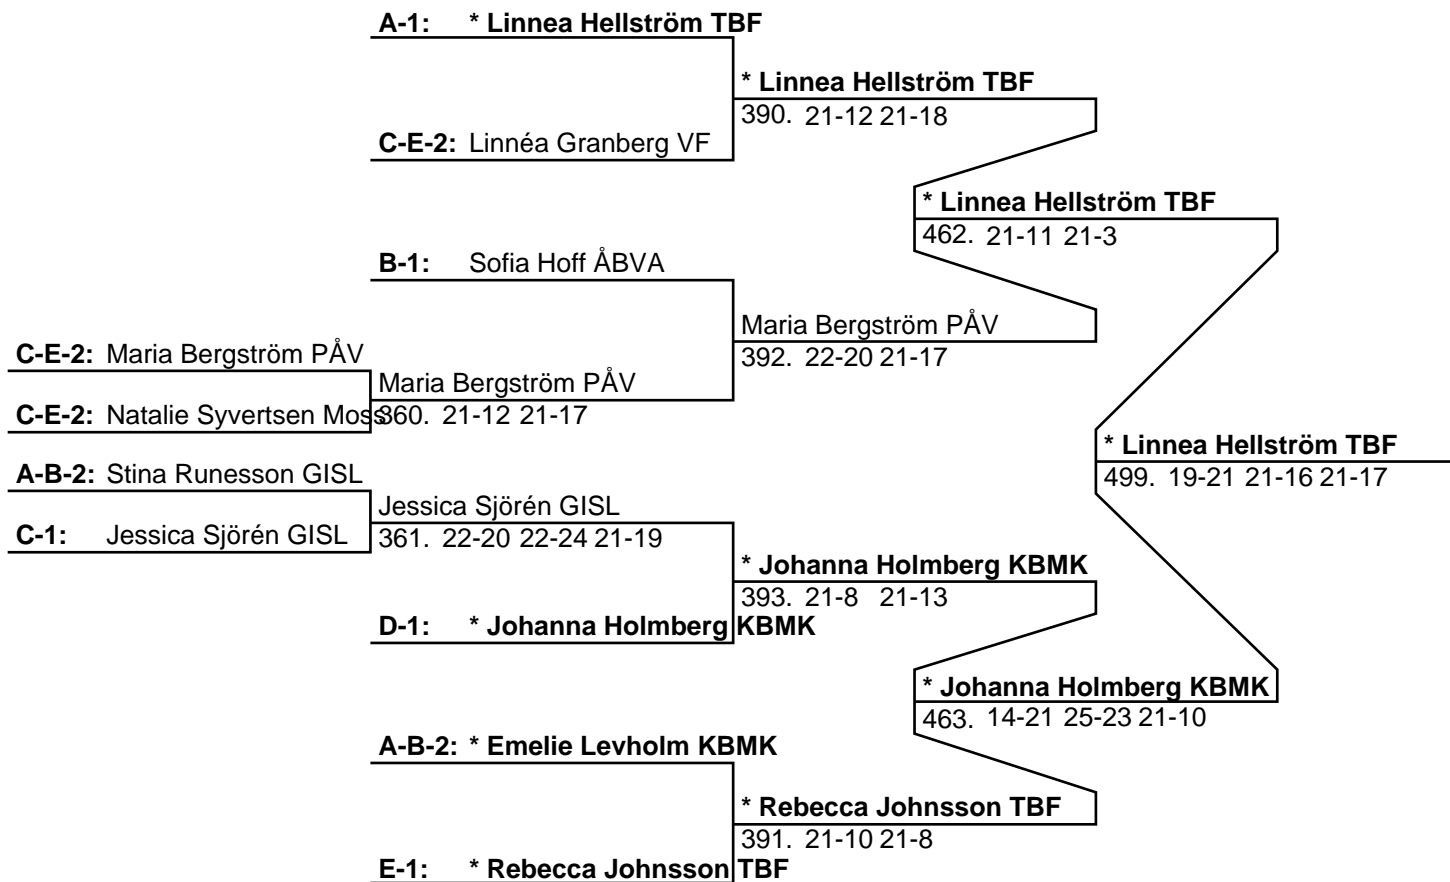 A-1: * Linnea Hellström TBF
* Linnea Hellström TBF
390. 21-12 21-18
C-E-2: Linnéa Granberg VF
* Linnea Hellström TBF
462. 21-11 21-3
B-1: Sofia Hoff ÅBVA
Maria Bergström PÅV
392. 22-20 21-17
C-E-2: Maria Bergström PÅV
Maria Bergström PÅV
360. 21-12 21-17
C-E-2: Natalie Syvertsen Moss
* Linnea Hellström TBF
499. 19-21 21-16 21-17
A-B-2: Stina Runesson GISL
Jessica Sjörén GISL
361. 22-20 22-24 21-19
C-1: Jessica Sjörén GISL
* Johanna Holmberg KBMK
393. 21-8 21-13
D-1: * Johanna Holmberg KBMK
* Johanna Holmberg KBMK
463. 14-21 25-23 21-10
A-B-2: * Emelie Levholm KBMK
* Rebecca Johnsson TBF
391. 21-10 21-8
E-1: * Rebecca Johnsson TBF